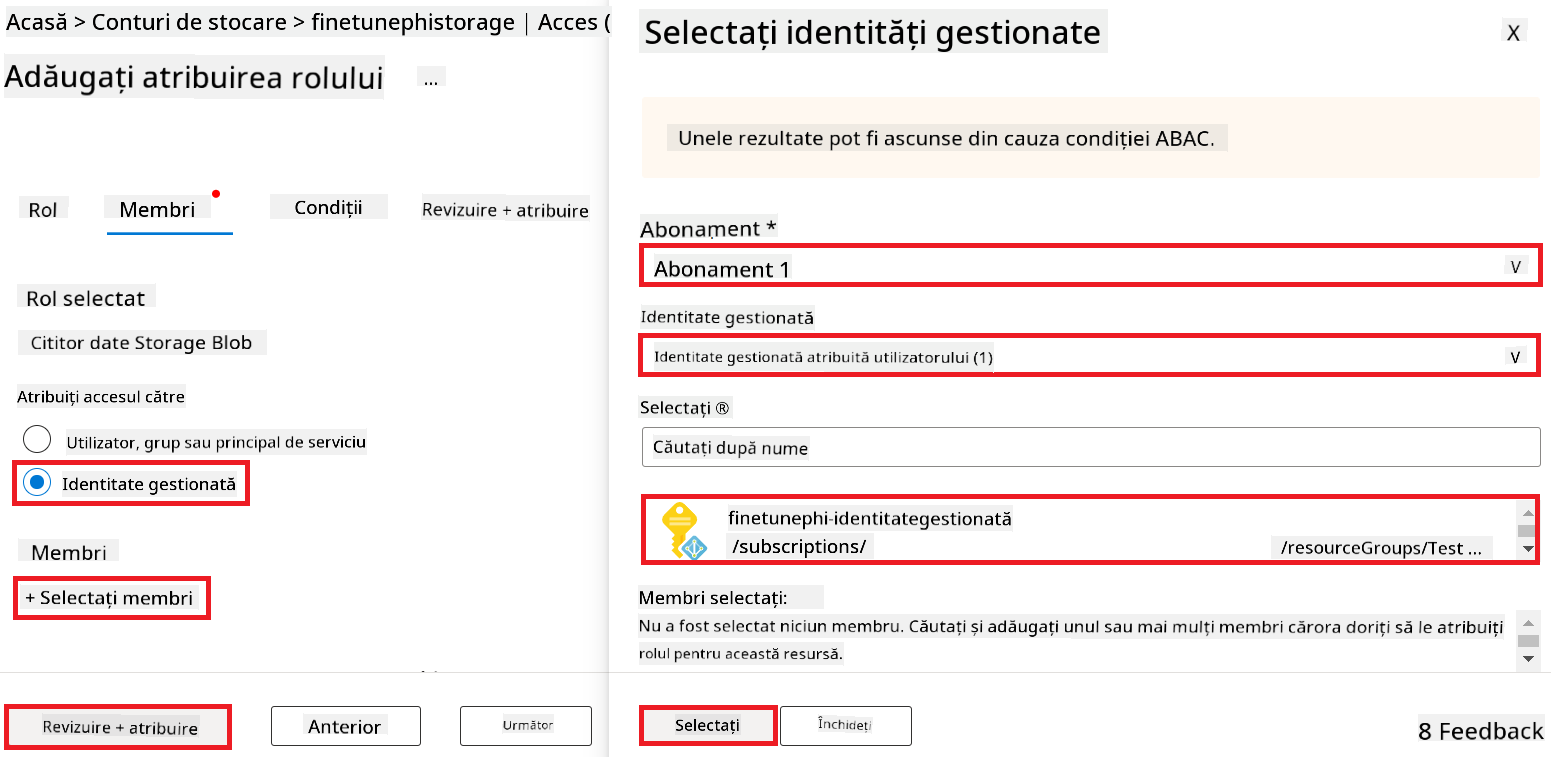 Acasă > Conturi de stocare > finetunephistorage | Acces (
Adăugați atribuirea rolului ...
Rol Membri Condiții Revizuire + atribuire
Rol selectat
Cititor date Storage Blob
Atribuiți accesul către
Utilizator, grup sau principal de serviciu
Identitate gestionată
Membri
+ Selectați membri
Revizuire + atribuire Anterior Următor
Selectați identități gestionate X
Unele rezultate pot fi ascunse din cauza condiției ABAC.
Abonament *
Abonament 1 V
Identitate gestionată
Identitate gestionată atribuită utilizatorului (1) V
Selectați ®
Căutați după nume
finetunephi-identitategestionată
/subscriptions/ /resourceGroups/Test ...
Membri selectați:
Nu a fost selectat niciun membru. Căutați și adăugați unul sau mai mulți membri cărora doriți să le atribuiți
rolul pentru această resursă.
Selectați Închideți 8 Feedback